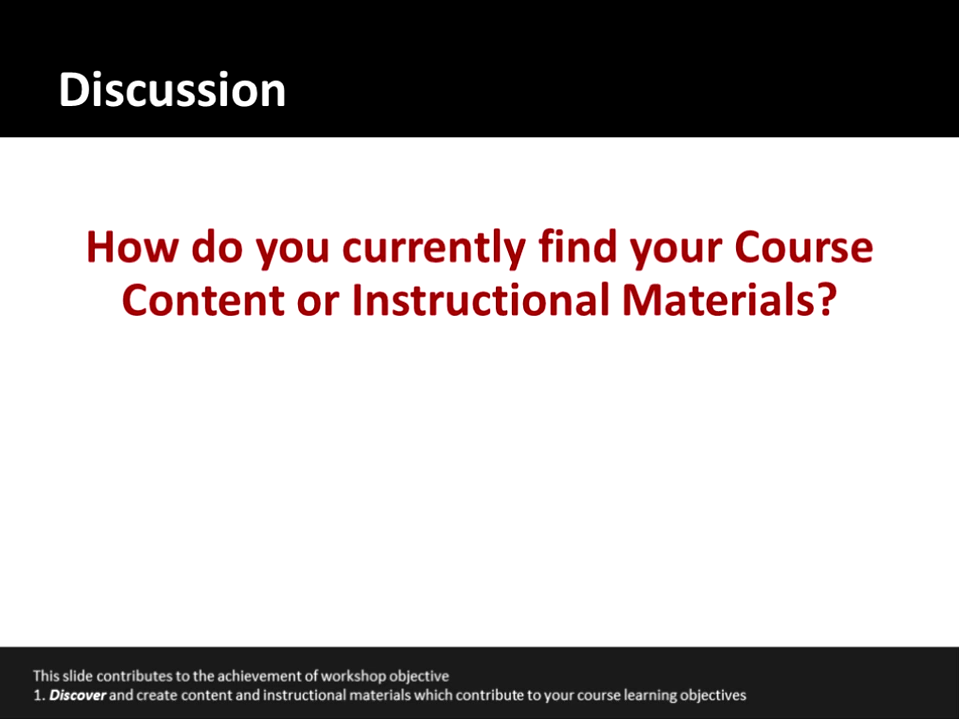 Discussion
How do you currently find your Course
Content or Instructional Materials?
This slide contributes to the achievement of workshop objective
1. Discover and create content and instructional materials which contribute to your course learning objectives